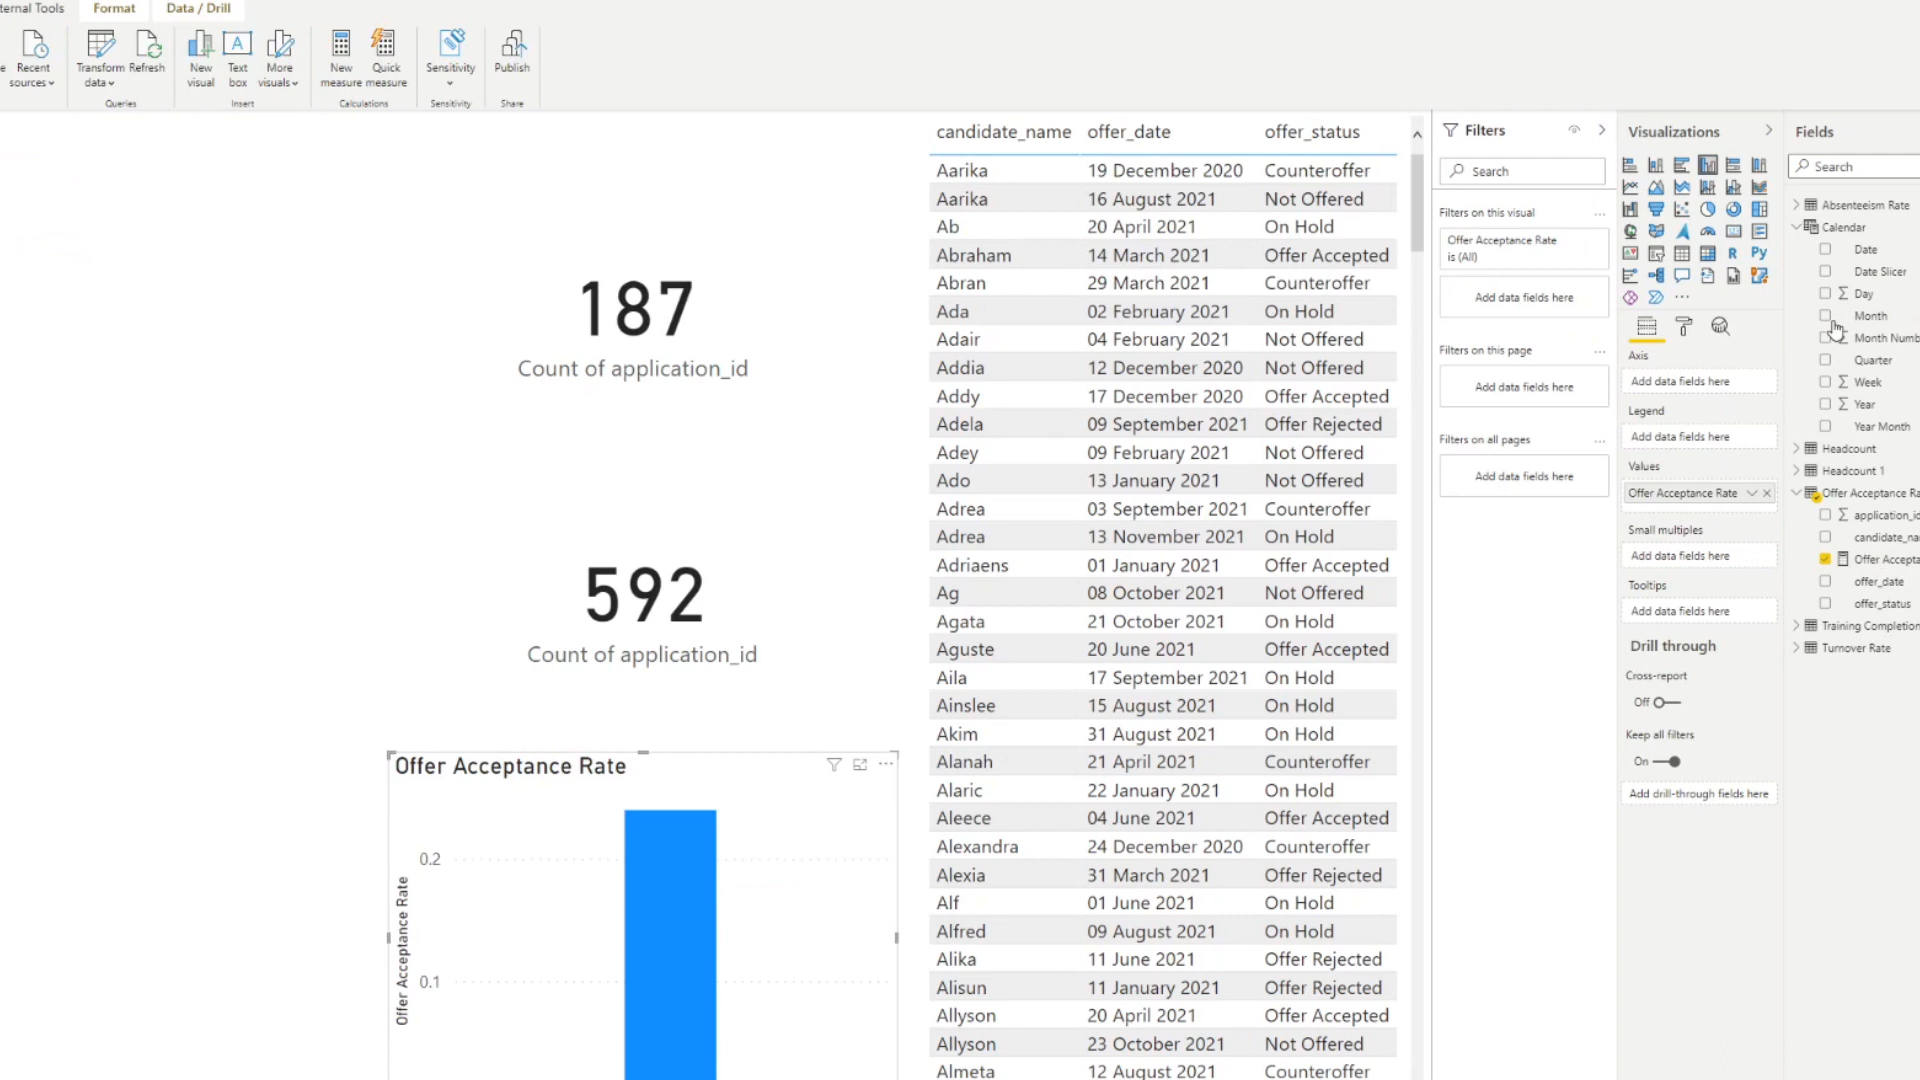 ternal Tools
Format
Data / Drill
Recent sources
Transform data
Refresh
Queries
New visual
Text box
More visuals
Insert
New measure
Quick measure
Calculations
Sensitivity
Sensitivity
Publish
Share
187
Count of application_id
592
Count of application_id
Offer Acceptance Rate
Offer Acceptance Rate
0.2
0.1
candidate_name offer_date offer_status
Aarika 19 December 2020 Counteroffer
Aarika 16 August 2021 Not Offered
Ab 20 April 2021 On Hold
Abraham 14 March 2021 Offer Accepted
Abran 29 March 2021 Counteroffer
Ada 02 February 2021 On Hold
Adair 04 February 2021 Not Offered
Addia 12 December 2020 Not Offered
Addy 17 December 2020 Offer Accepted
Adela 09 September 2021 Offer Rejected
Adey 09 February 2021 Not Offered
Ado 13 January 2021 Not Offered
Adrea 03 September 2021 Counteroffer
Adrea 13 November 2021 On Hold
Adriaens 01 January 2021 Offer Accepted
Ag 08 October 2021 Not Offered
Agata 21 October 2021 On Hold
Aguste 20 June 2021 Offer Accepted
Aila 17 September 2021 On Hold
Ainslee 15 August 2021 On Hold
Akim 31 August 2021 On Hold
Alanah 21 April 2021 Counteroffer
Alaric 22 January 2021 On Hold
Aleece 04 June 2021 Offer Accepted
Alexandra 24 December 2020 Counteroffer
Alexia 31 March 2021 Offer Rejected
Alf 01 June 2021 On Hold
Alfred 09 August 2021 On Hold
Alika 11 June 2021 Offer Rejected
Alisun 11 January 2021 Offer Rejected
Allyson 20 April 2021 Offer Accepted
Allyson 23 October 2021 Not Offered
Almeta 12 August 2021 Counteroffer
Filters
Search
Filters on this visual ...
Offer Acceptance Rate
is (All)
Add data fields here
Filters on this page ...
Add data fields here
Filters on all pages ...
Add data fields here
Visualizations
R
Py
...
Axis
Add data fields here
Legend
Add data fields here
Values
Offer Acceptance Rate
Small multiples
Add data fields here
Tooltips
Add data fields here
Drill through
Cross-report
Off
Keep all filters
On
Add drill-through fields here
Fields
Search
Absenteeism Rate
Calendar
Date
Date Slicer
Σ Day
Month
Month Numb
Quarter
Σ Week
Σ Year
Year Month
Headcount
Headcount 1
Offer Acceptance Ra
Σ application_id
candidate_na
Offer Accepta
offer_date
offer_status
Training Completion
Turnover Rate